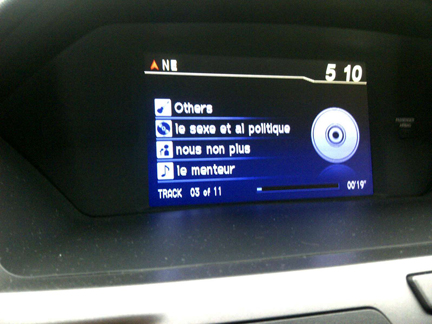 NE
5 10
Others
le sexe et al politique
nous non plus
le menteur
TRACK 03 of 11 00'19"